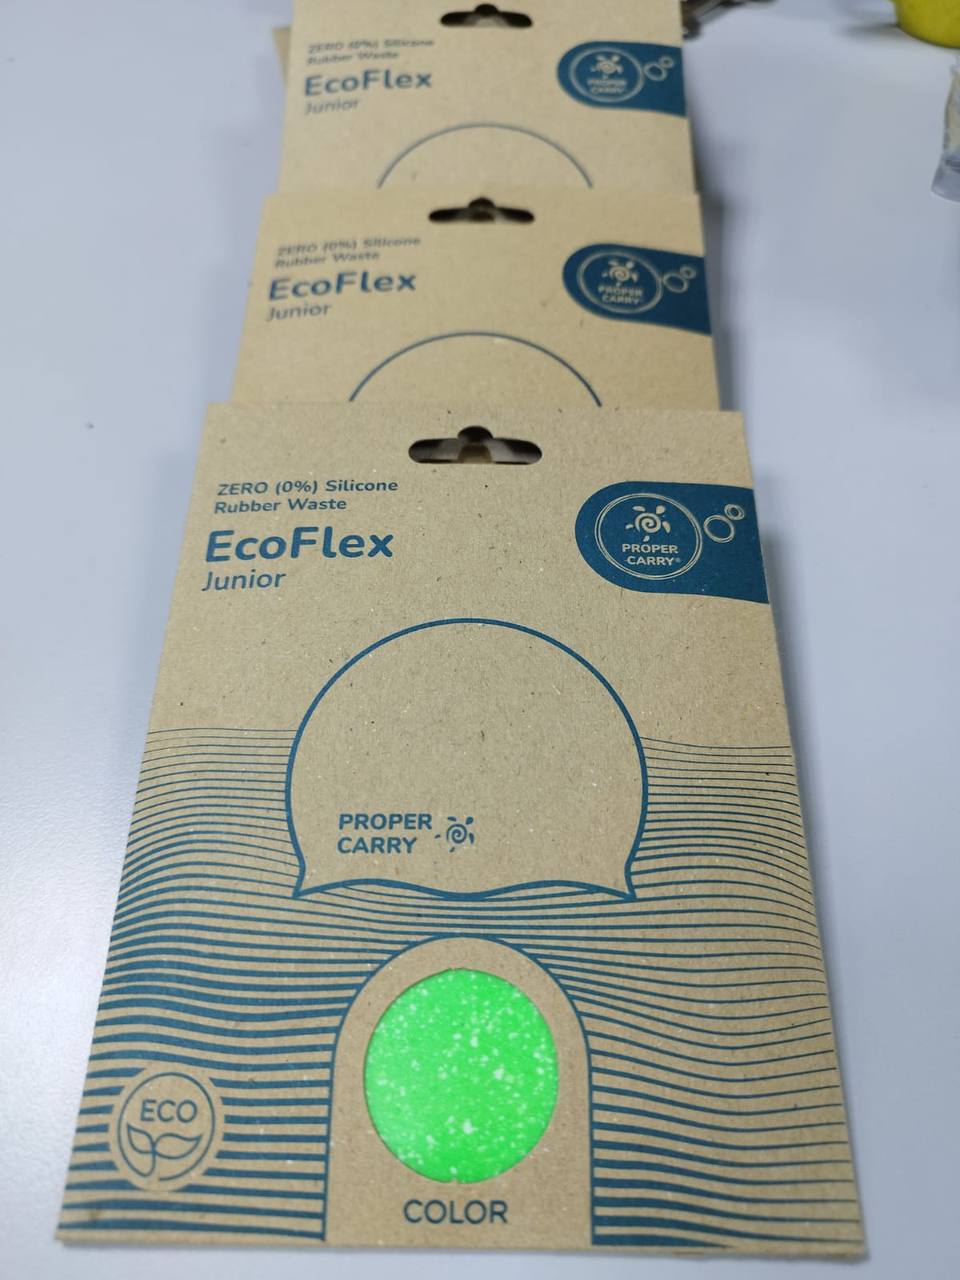 ZERO (0%) Silicone
Rubber Waste
EcoFlex
Junior
PROPER
CARRY
ZERO (0%) Silicone
Rubber Waste
EcoFlex
Junior
PROPER
CARRY
ZERO (0%) Silicone
Rubber Waste
EcoFlex
Junior
PROPER
CARRY®
PROPER
CARRY
ECO
COLOR